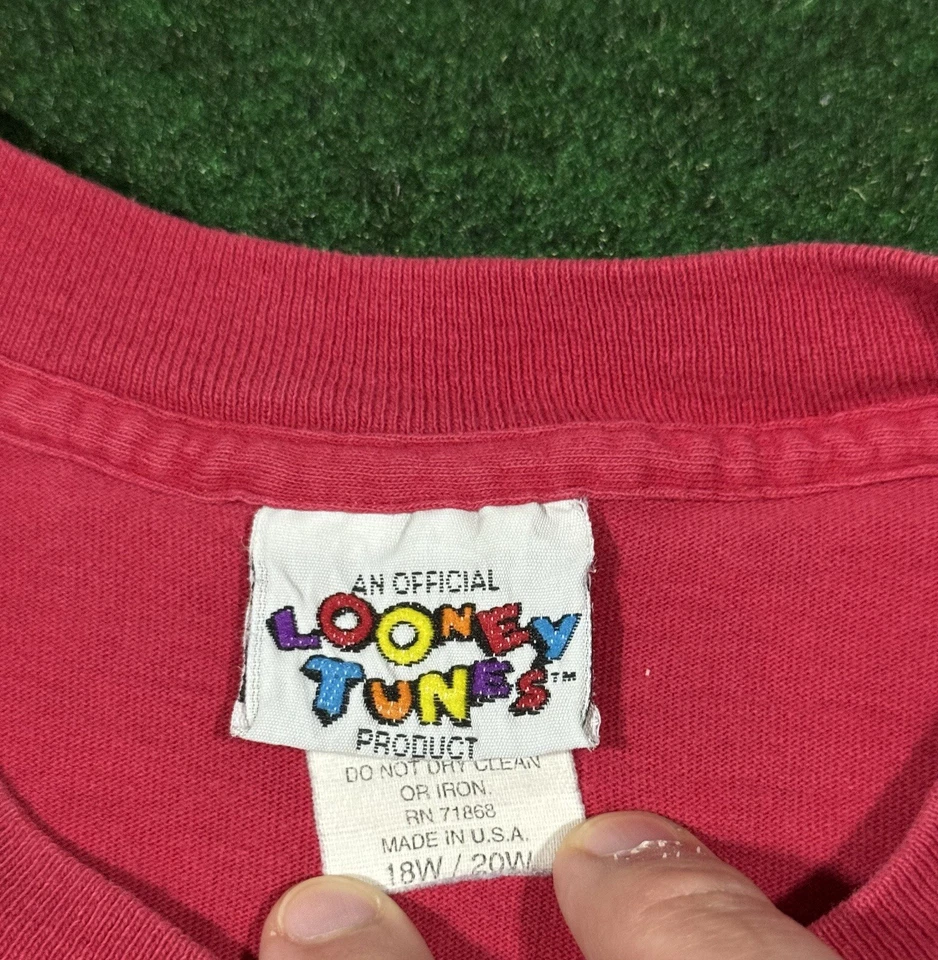 AN OFFICIAL
LOONEY
TUNES™
PRODUCT
DO NOT DRY CLEAN
OR IRON.
RN 71868
MADE IN U.S.A.
18W / 20W